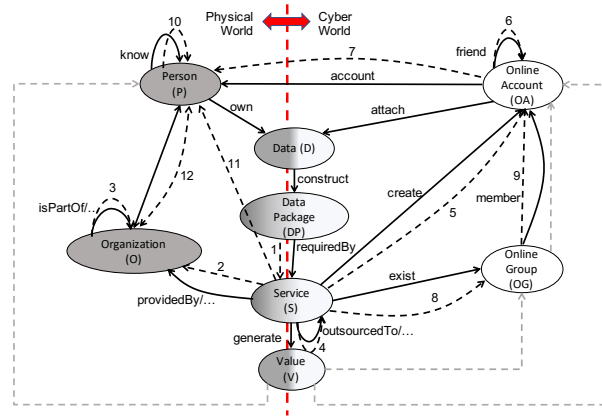 Physical
World
Cyber
World
10
know
Person
(P)
7
account
6
friend
Online
Account
(OA)
own
attach
Data (D)
construct
11
12
3
isPartOf/...
Organization
(O)
Data
Package
(DP)
1
requiredBy
create
5
9
member
2
providedBy/...
Service
(S)
exist
8
Online
Group
(OG)
generate
outsourcedTo/...
4
Value
(V)